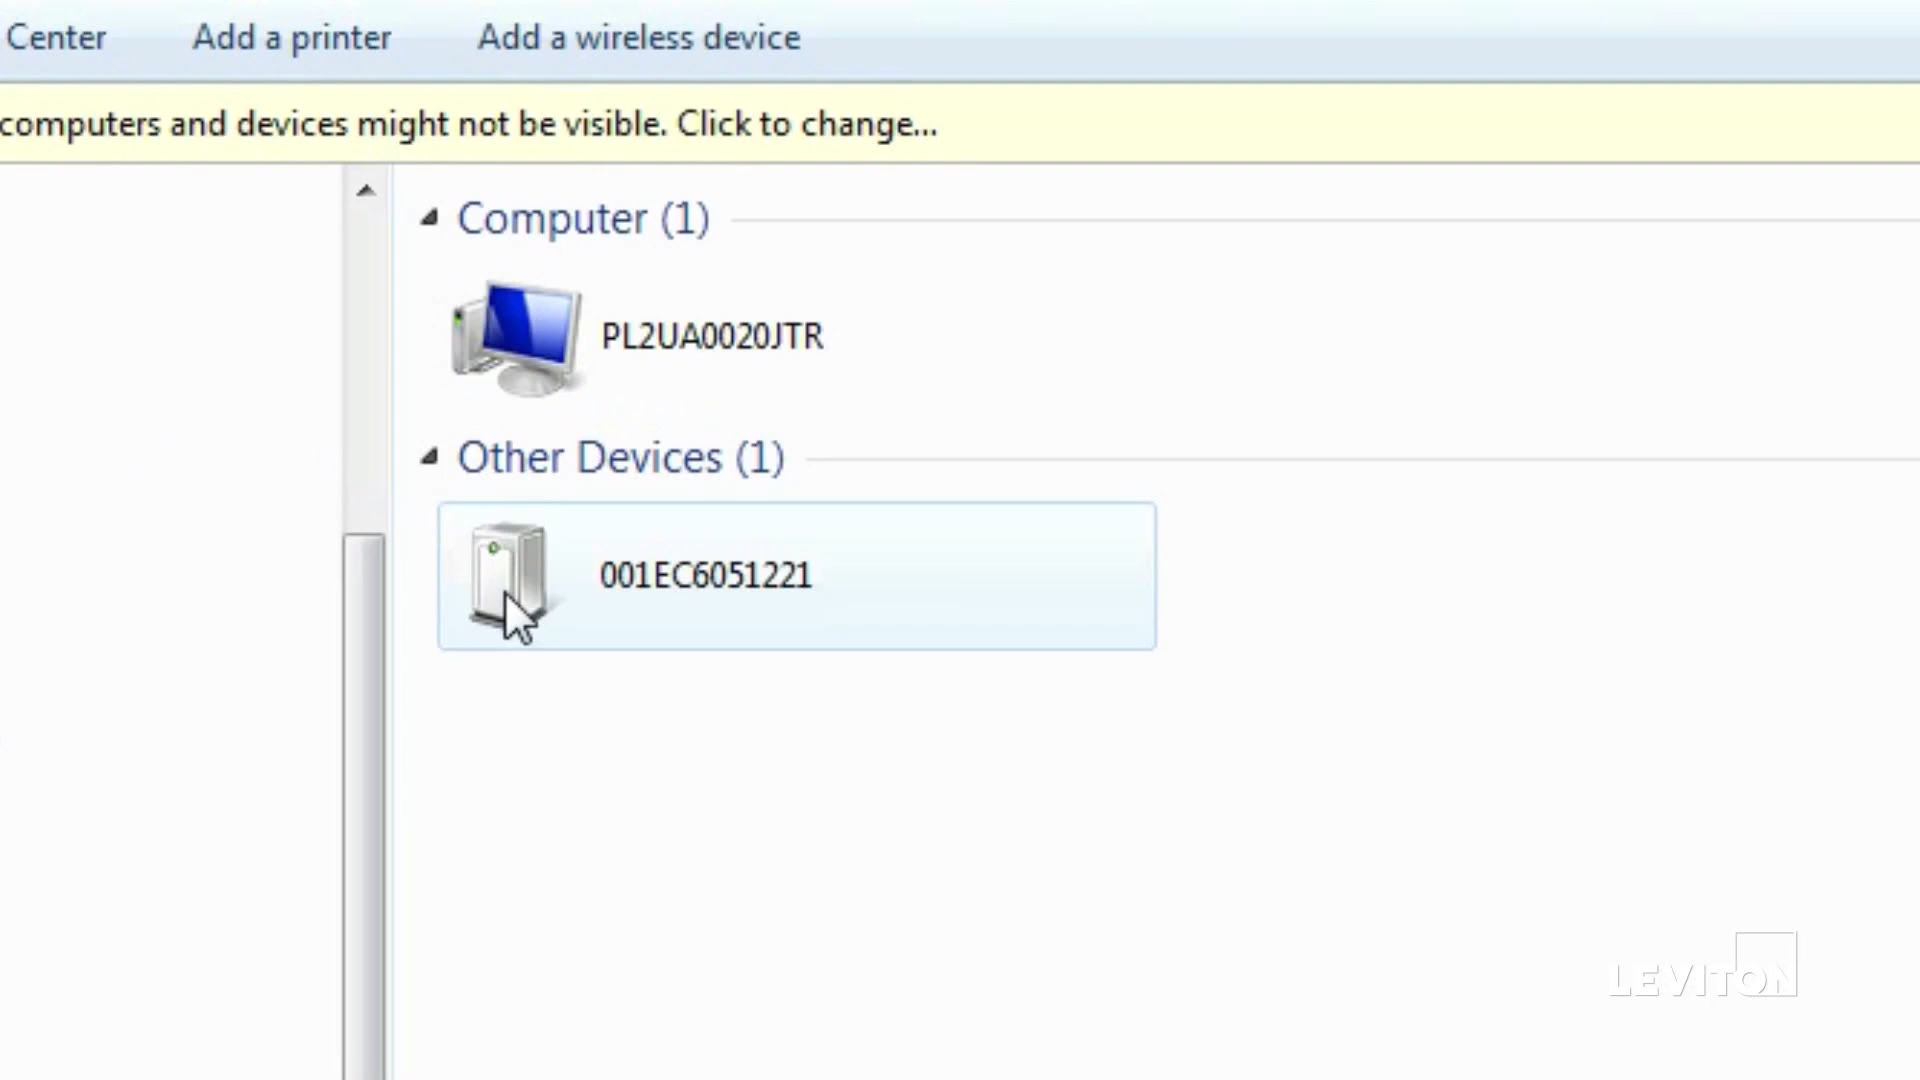 Center Add a printer Add a wireless device
computers and devices might not be visible. Click to change...
Computer (1)
PL2UA0020JTR
Other Devices (1)
001EC6051221
LEVITON